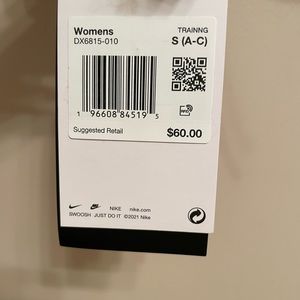 Womens
TRAINNG
DX6815-010
S (A-C)
1 96608 84519 5
Suggested Retail
$60.00
NIKE nike.com
SWOOSH JUST DO IT ©2021 Nike